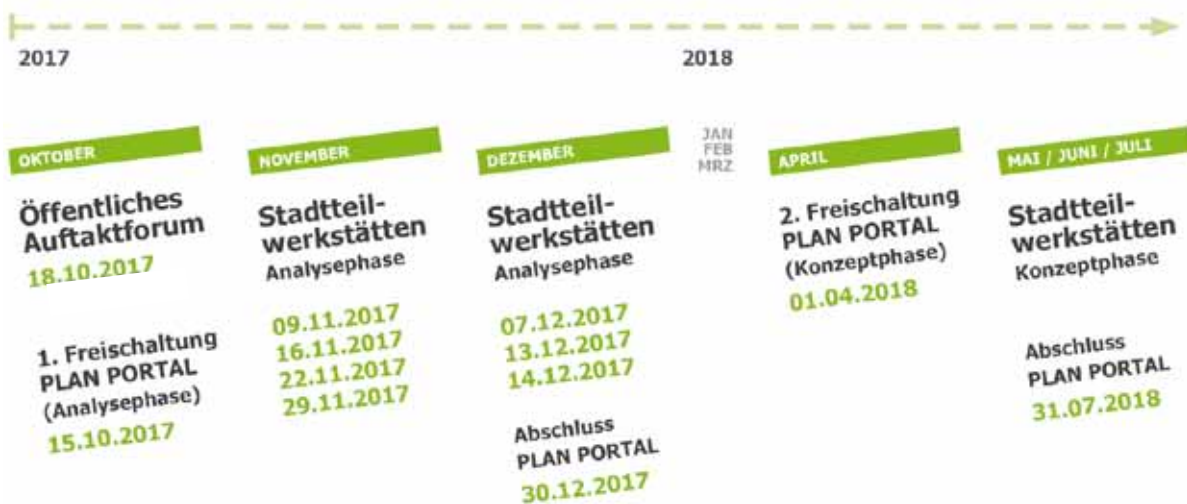 2017
2018
OKTOBER
Öffentliches
Auftaktforum
18.10.2017
1. Freischaltung
PLAN PORTAL
(Analysephase)
15.10.2017
NOVEMBER
Stadtteil-
werkstätten
Analysephase
09.11.2017
16.11.2017
22.11.2017
29.11.2017
DEZEMBER
Stadtteil-
werkstätten
Analysephase
07.12.2017
13.12.2017
14.12.2017
Abschluss
PLAN PORTAL
30.12.2017
JAN
FEB
MRZ
APRIL
2. Freischaltung
PLAN PORTAL
(Konzeptphase)
01.04.2018
MAI / JUNI / JULI
Stadtteil-
werkstätten
Konzeptphase
Abschluss
PLAN PORTAL
31.07.2018